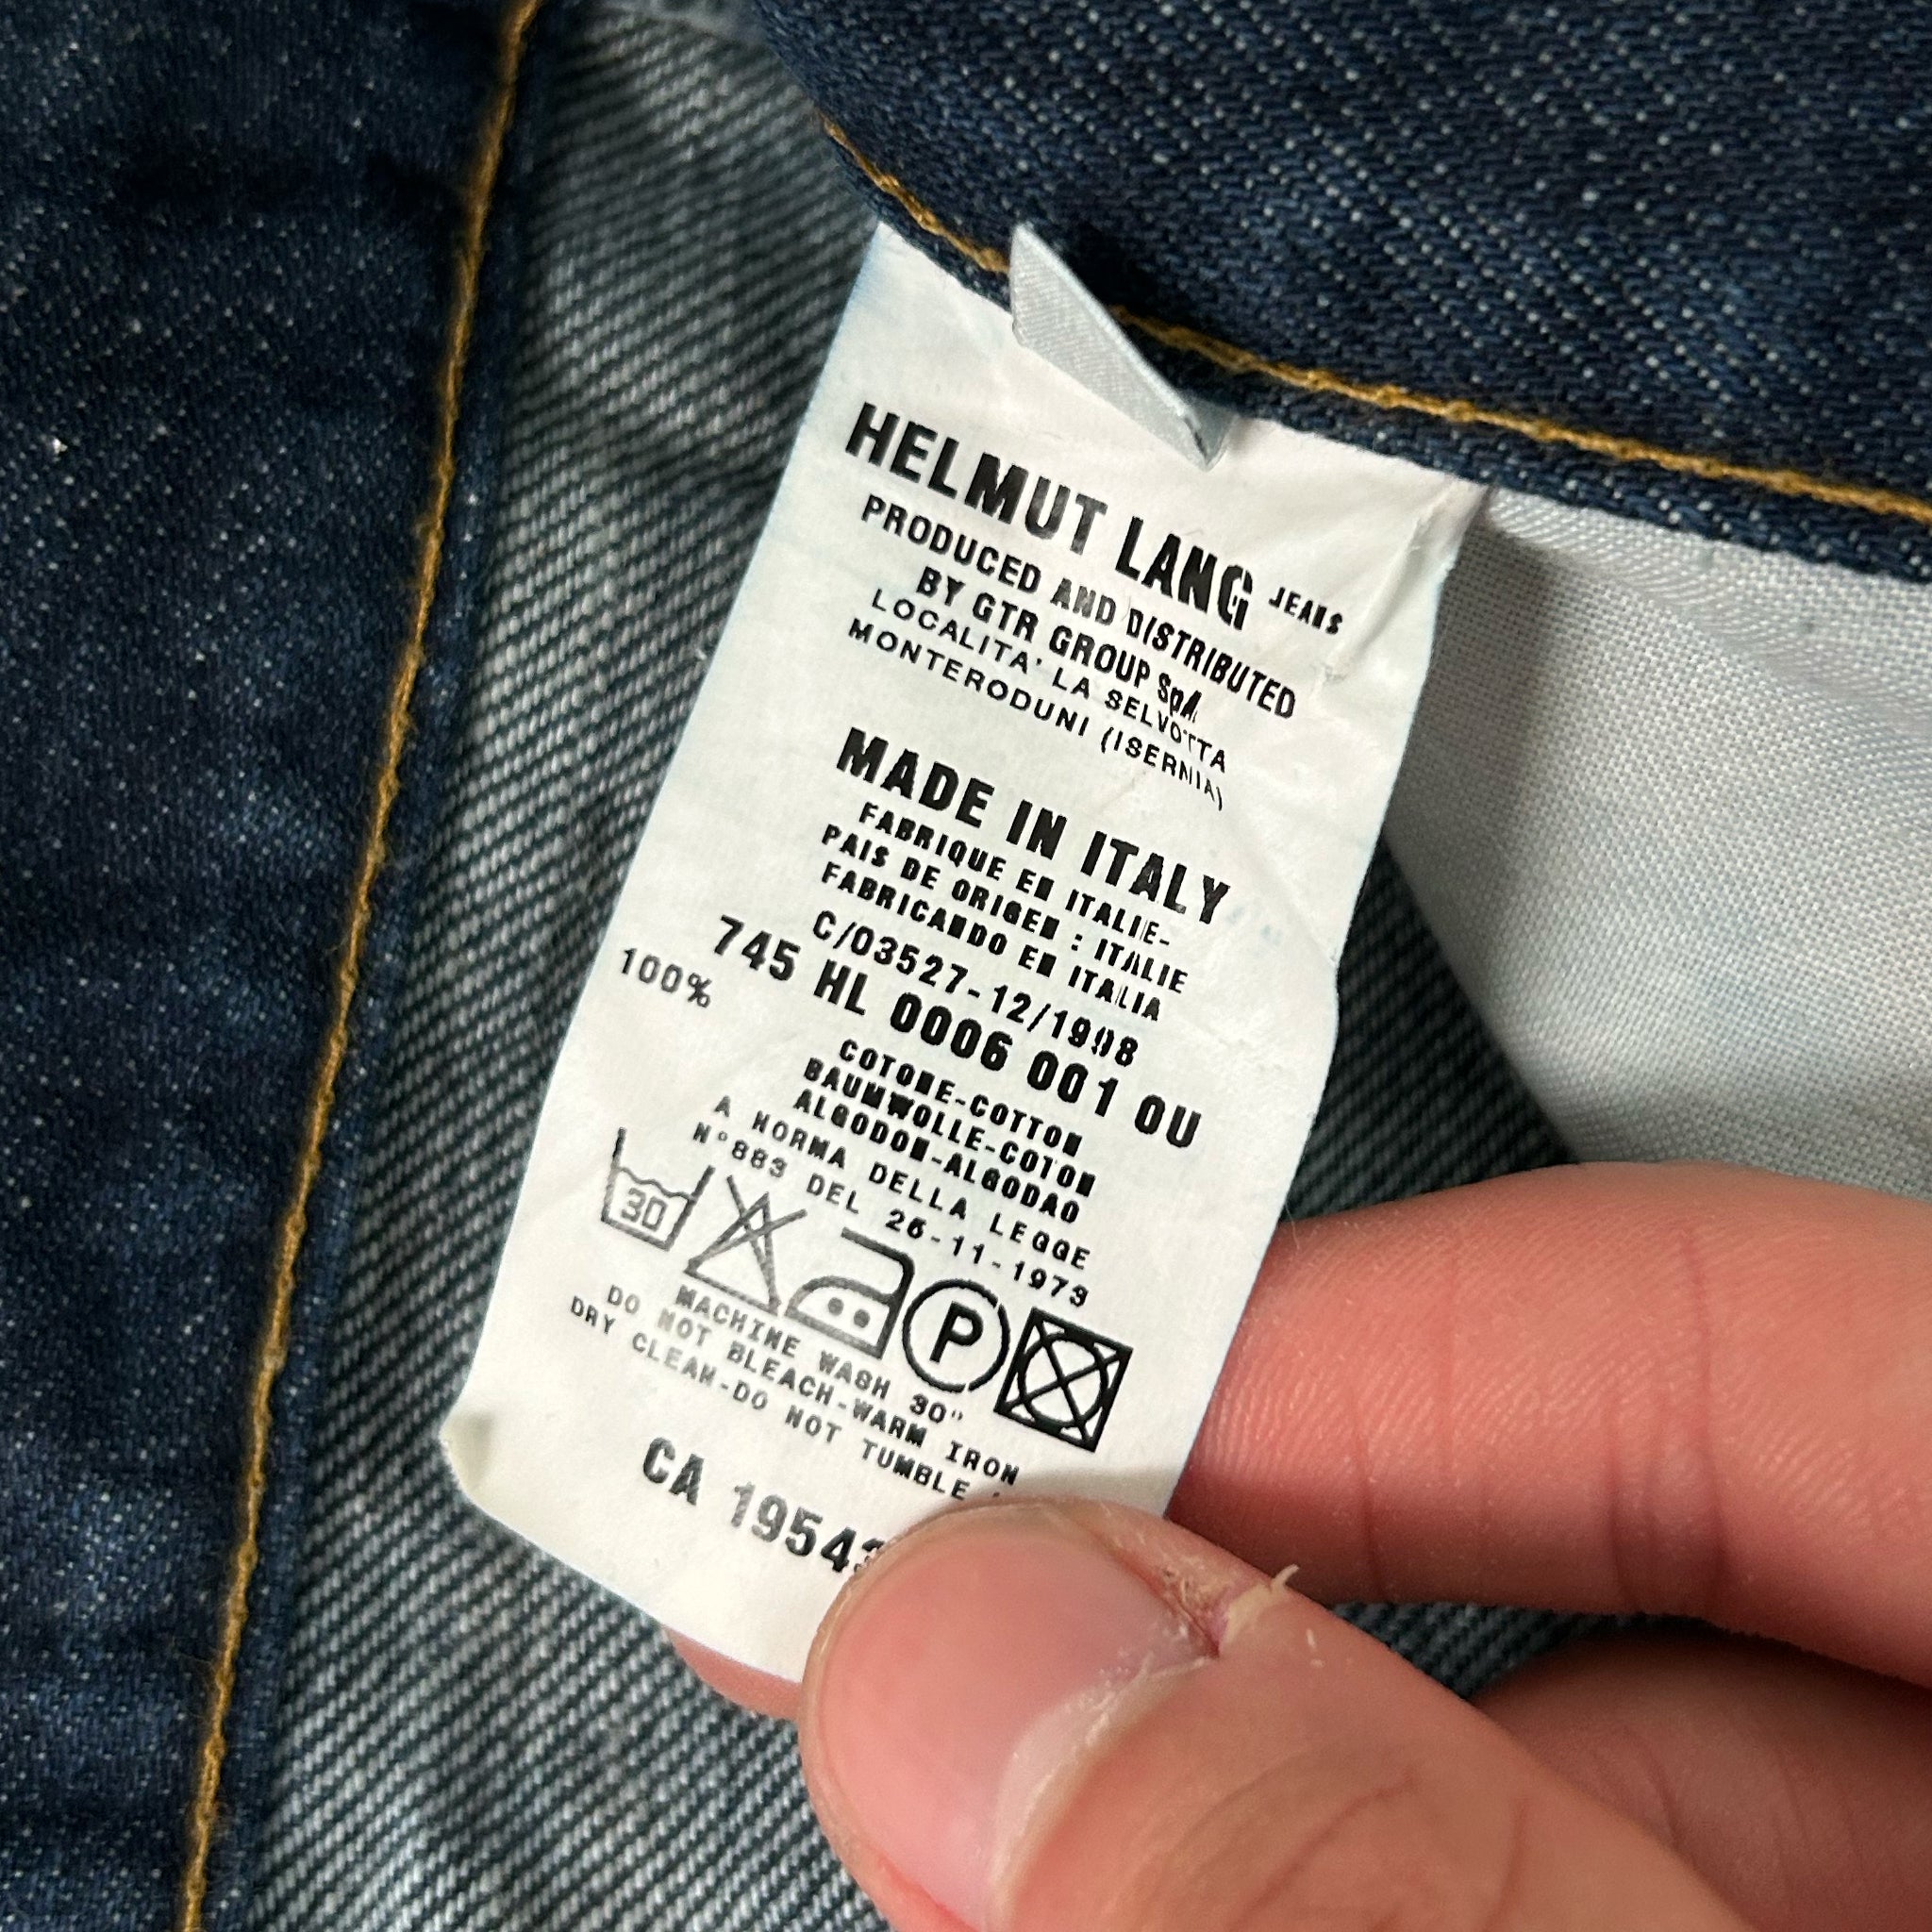 HELMUT LANG JEANS
PRODUCED AND DISTRIBUTED
BY GTR GROUP SpA
LOCALITA' LA SELVOTTA
MONTERODUNI (ISERNIA)
MADE IN ITALY
FABRIQUE EN ITALIE-
PAIS DE ORIGEN : ITALIE
FABRICANDO EN ITALIA
C/03527-12/1998
745 HL 0006 001 OU
100%
COTONE-COTTON
BAUMWOLLE-COTON
ALGODON-ALGODAO
A NORMA DELLA LEGGE
N°883 DEL 26-11-1973
30 P
MACHINE WASH 30"
DO NOT BLEACH-WARM IRON
DRY CLEAN-DO NOT TUMBLE
CA